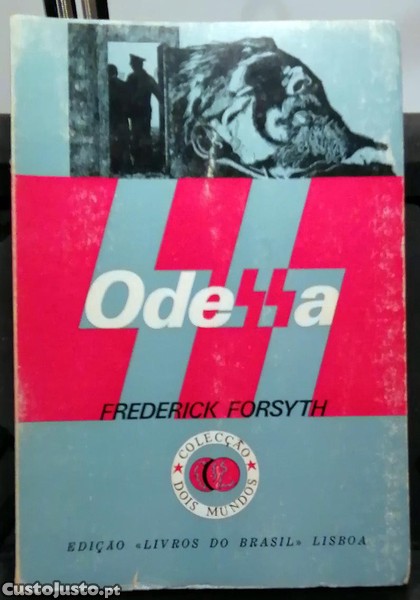 Odessa
FREDERICK FORSYTH
COLECÇÃO
DOIS MUNDOS
EDIÇÃO «LIVROS DO BRASIL» LISBOA
CustoJusto.pt